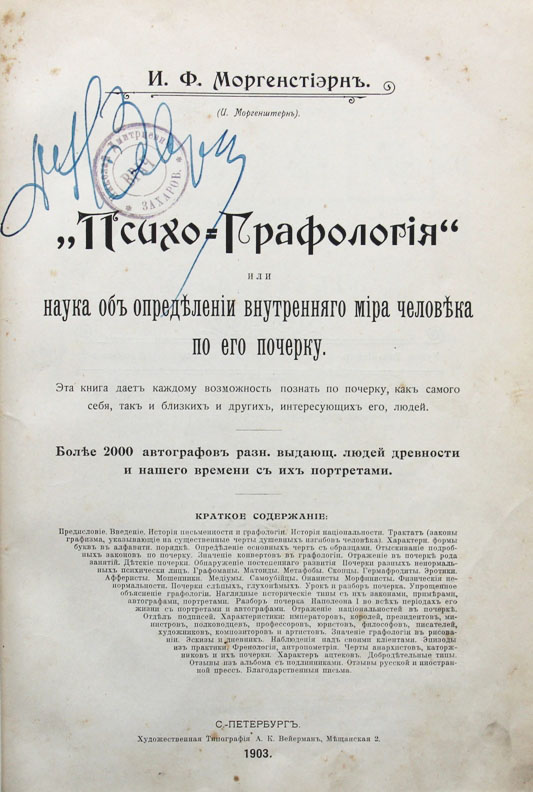 И. Ф. Моргенстіэрнъ.
(И. Моргенштернъ).
ВРАЧ
ЗАХАРОВ.
„Психо-Графологія“
или
наука объ опредѣленіи внутренняго міра человѣка
по его почерку.
Эта книга даетъ каждому возможность познать по почерку, какъ самого
себя, такъ и близкихъ и другихъ, интересующихъ его, людей.
Болѣе 2000 автографовъ разн. выдающ. людей древности
и нашего времени съ ихъ портретами.
КРАТКОЕ СОДЕРЖАНІЕ:
Предисловіе. Введеніе. Исторія письменности и графологіи. Исторія національности. Трактатъ (законы
графизма, указывающіе на существенные черты душевныхъ изгибовъ человѣка). Характерн. формы
буквъ въ алфавитн. порядкѣ. Опредѣленіе основныхъ чертъ съ образцами. Отыскиваніе подроб-
ныхъ законовъ по почерку. Значеніе конвертовъ въ графологіи. Отраженіе въ почеркѣ рода
занятій. Дѣтскіе почерки. Обнаруженіе постепеннаго развитія Почерки разныхъ ненормаль-
ныхъ психически лицъ. Графоманы. Матоиды. Метафобы. Скопцы. Гермафродиты. Эротики.
Афферисты. Мошенники. Медіумы. Самоубійцы. Онанисты Морфинисты. Физическія не-
нормальности. Почерки слѣпыхъ, глухонѣмыхъ. Урокъ и разборъ почерка. Упрощенное
объясненіе графологіи. Наглядные историческіе типы съ ихъ законами, примѣрами,
автографами, портретами. Разборъ почерка Наполеона I во всѣхъ періодахъ его
жизни съ портретами и автографами. Отраженіе національностей въ почеркѣ.
Отдѣлъ подписей. Характеристики: императоровъ, королей, президентовъ, ми-
нистровъ, полководцевъ, профессоровъ, юристовъ, философовъ, писателей,
художниковъ, композиторовъ и артистовъ. Значеніе графологіи въ рисова-
ніи. Эскизы и дневникъ. Наблюденія надъ своими клиентами. Эпизоды
изъ практики. Френологія, антропометрія. Черты анархистовъ, каторж-
никовъ и ихъ почерки. Характеръ ацтековъ. Добродѣтельные типы.
Отзывы изъ альбома съ подлинниками. Отзывы русской и иностран-
ной прессы. Благодарственныя письма.
С.-ПЕТЕРБУРГЪ.
Художественная Типографія А. К. Вейерманъ, Мѣщанская 2.
1903.